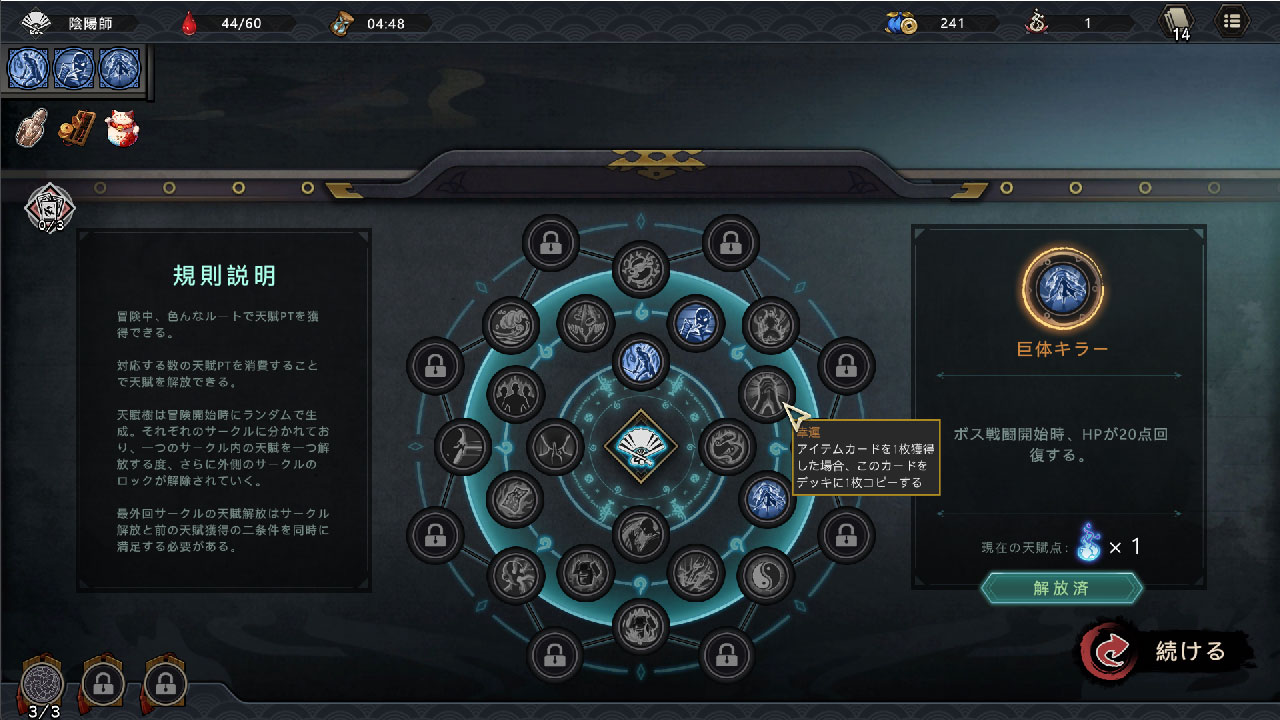 陰陽師
44/60
04:48
241
1
14
0/3
規則説明
冒険中、色んなルートで天賦PTを獲
得できる。
対応する数の天賦PTを消費すること
で天賦を解放できる。
天賦樹は冒険開始時にランダムで生
成。それぞれのサークルに分かれてお
り、一つのサークル内の天賦を一つ解
放する度、さらに外側のサークルの
ロックが解除されていく。
最外回サークルの天賦解放はサークル
解放と前の天賦獲得の二条件を同時に
満足する必要がある。
幸運
アイテムカードを1枚獲得
した場合、このカードを
デッキに1枚コピーする
巨体キラー
ボス戦闘開始時、HPが20点回
復する。
現在の天賦点: × 1
解放済
続ける
3/3